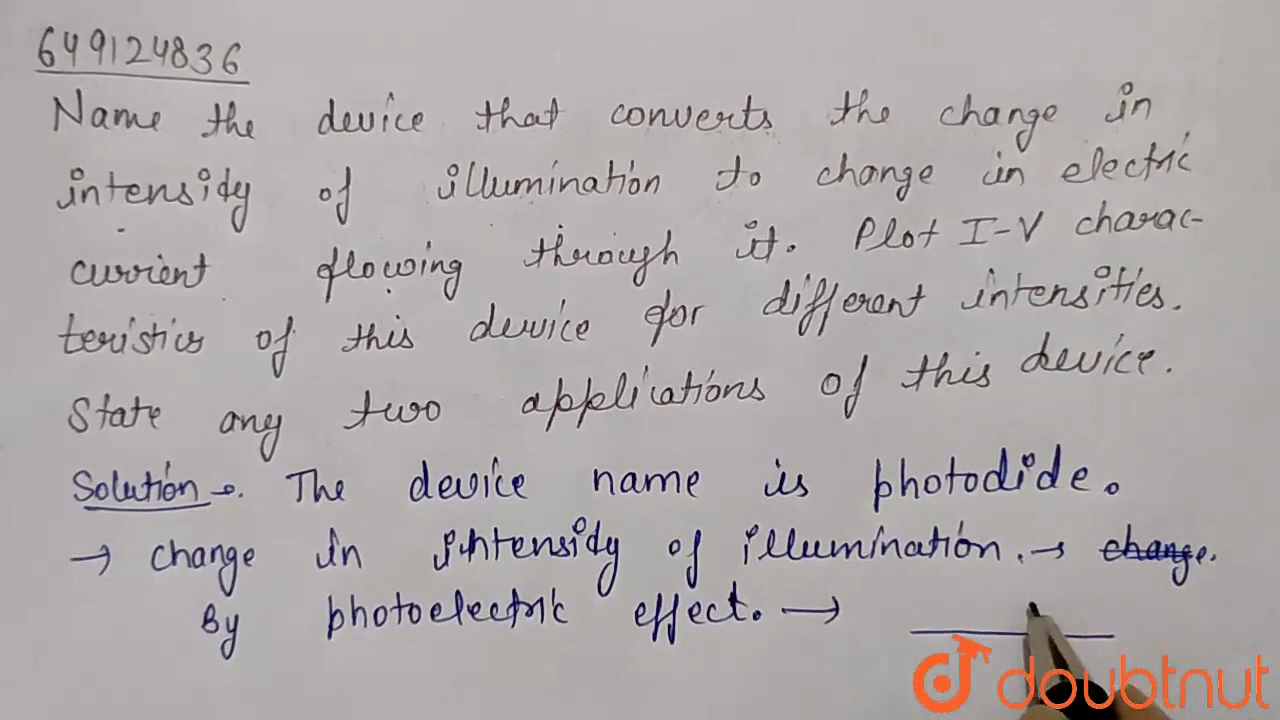 649124836
Name the device that converts the change in
intensity of illumination to change in electric
current flowing through it. Plot I-V charac-
teristics of this device for different intensities.
State any two applications of this device.
Solution →. The device name is photodide.
→ change in intensidy of illumination. → change.
By photoelectric effect. →
doubtnut